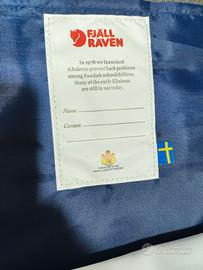 FJÄLL
RAVEN
In 1978 we launched
Kånken to prevent back problems
among Swedish schoolchildren.
Many of the early Kånkens
are still in use today.
Name:
Contact: